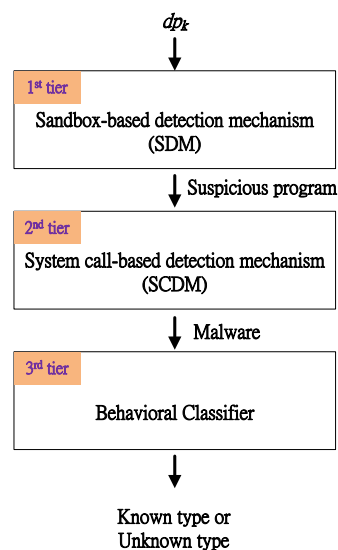 dpk
1st tier
Sandbox-based detection mechanism
(SDM)
Suspicious program
2nd tier
System call-based detection mechanism
(SCDM)
Malware
3rd tier
Behavioral Classifier
Known type or
Unknown type